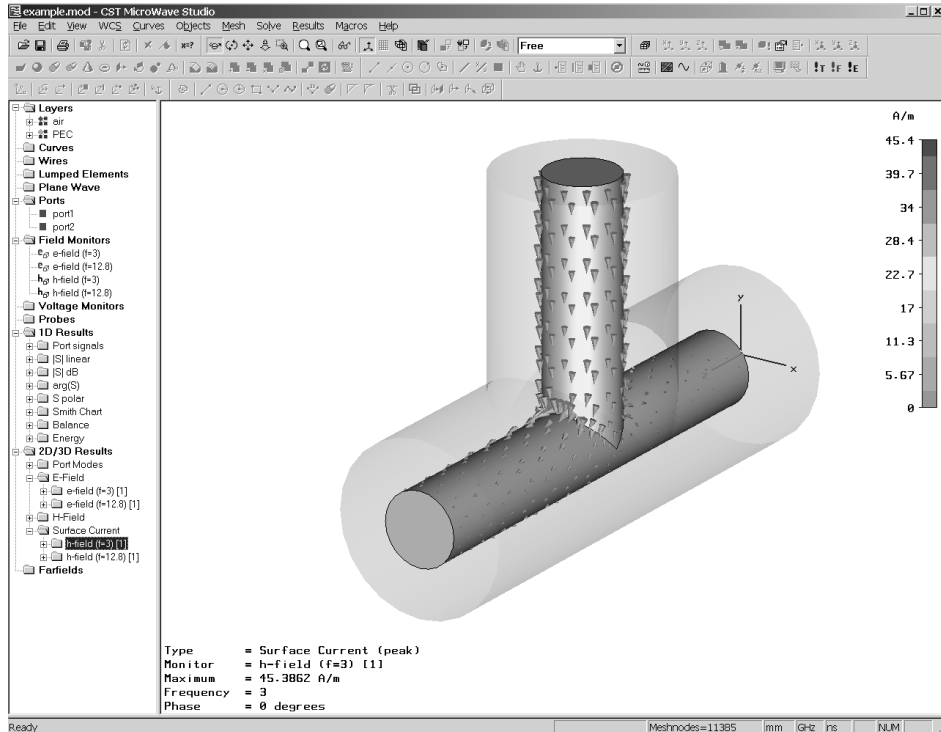 example.mod - CST MicroWave Studio
File Edit View WCS Curves Objects Mesh Solve Results Macros Help
Free
Layers
air
PEC
Curves
Wires
Lumped Elements
Plane Wave
Ports
port1
port2
Field Monitors
e-field (f=3)
e-field (f=12.8)
h-field (f=3)
h-field (f=12.8)
Voltage Monitors
Probes
1D Results
Port signals
|S| linear
|S| dB
arg(S)
S polar
Smith Chart
Balance
Energy
2D/3D Results
Port Modes
E-Field
e-field (f=3) [1]
e-field (f=12.8) [1]
H-Field
Surface Current
h-field (f=3) [1]
h-field (f=12.8) [1]
Farfields
A/m
45.4
39.7
34
28.4
22.7
17
11.3
5.67
0
y
x
z
Type = Surface Current (peak)
Monitor = h-field (f=3) [1]
Maximum = 45.3862 A/m
Frequency = 3
Phase = 0 degrees
Ready Meshnodes=11385 mm GHz ns NUM